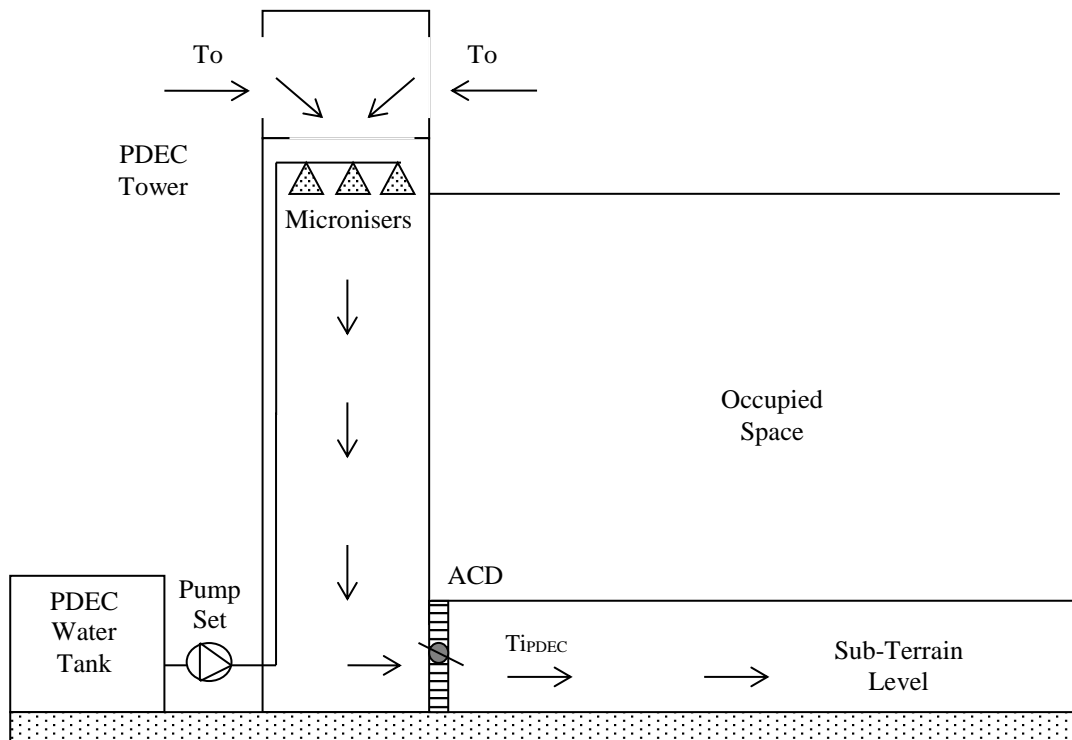 To
To
PDEC
Tower
Micronisers
Occupied
Space
ACD
Pump
Set
PDEC
Water
Tank
TiPDEC
Sub-Terrain
Level